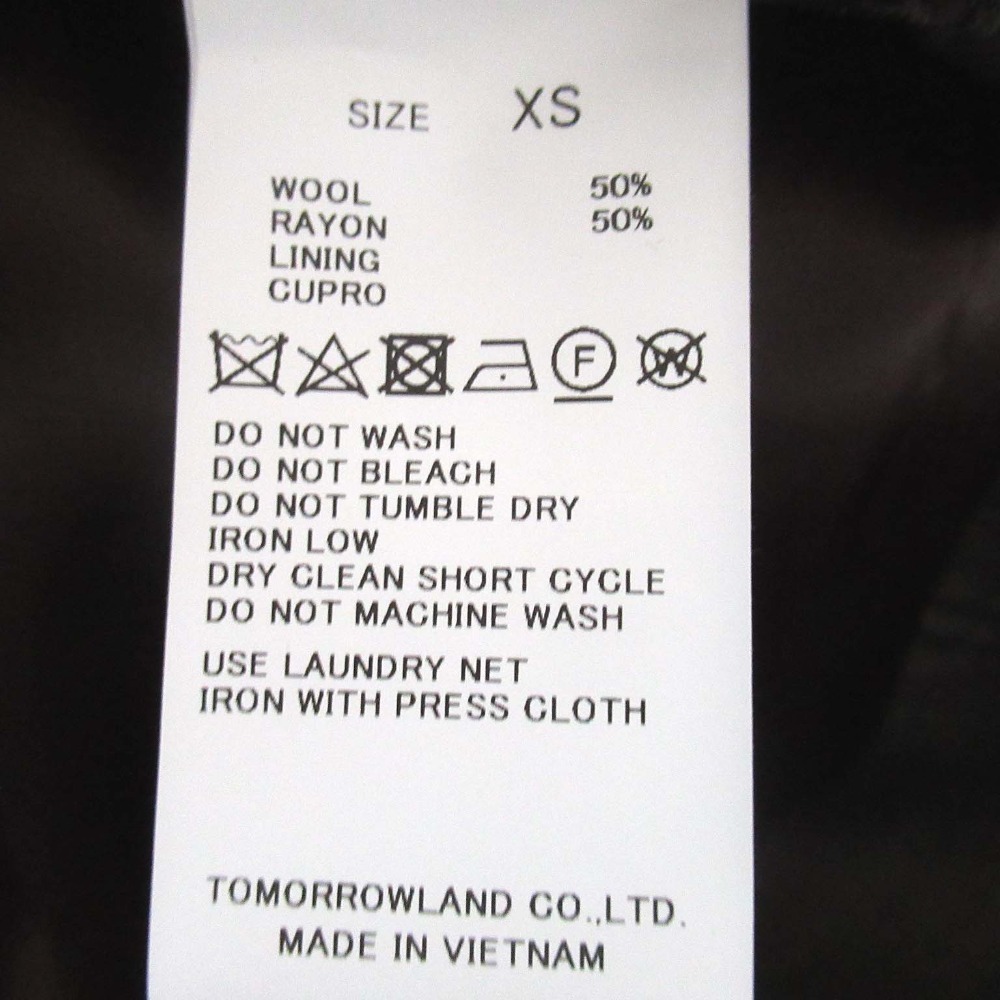 SIZE XS
WOOL 50%
RAYON 50%
LINING
CUPRO
F W
DO NOT WASH
DO NOT BLEACH
DO NOT TUMBLE DRY
IRON LOW
DRY CLEAN SHORT CYCLE
DO NOT MACHINE WASH
USE LAUNDRY NET
IRON WITH PRESS CLOTH
TOMORROWLAND CO.,LTD.
MADE IN VIETNAM